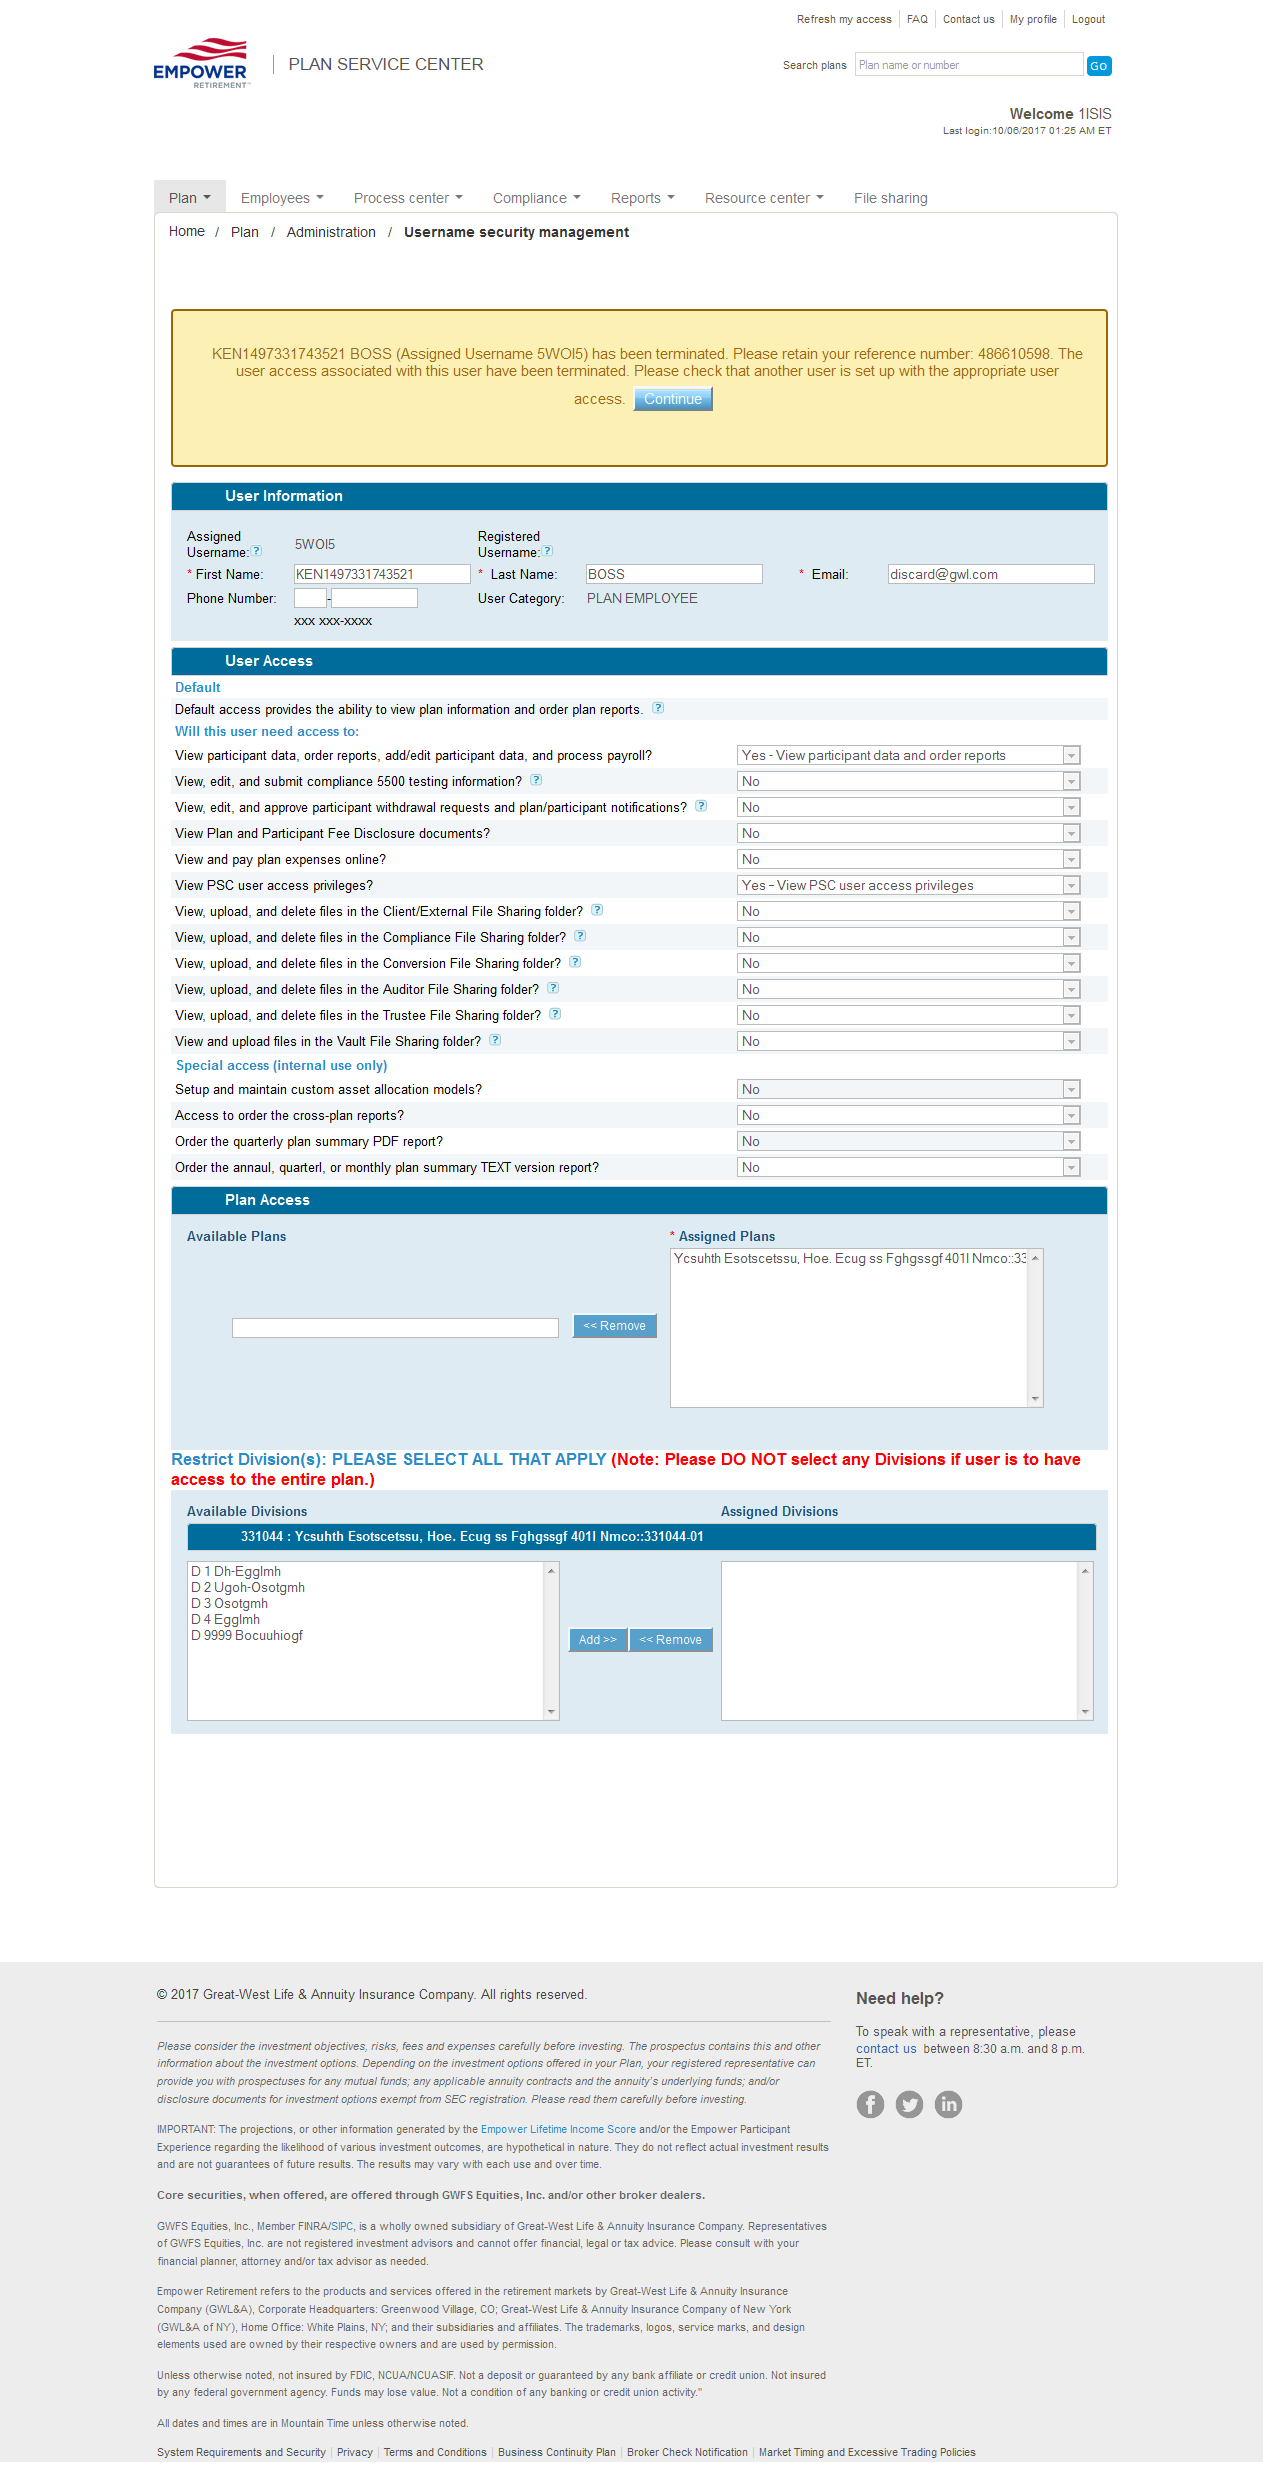 Refresh my access FAQ Contact us My profile Logout
EMPOWER
RETIREMENT
PLAN SERVICE CENTER
Search plans Plan name or number Go
Welcome 1ISIS
Last login:10/06/2017 01:25 AM ET
Plan Employees Process center Compliance Reports Resource center File sharing
Home / Plan / Administration / Username security management
KEN1497331743521 BOSS (Assigned Username 5WOI5) has been terminated. Please retain your reference number: 486610598. The
user access associated with this user have been terminated. Please check that another user is set up with the appropriate user
access. Continue
User Information
Assigned Username:? 5WOI5 Registered Username:?
* First Name: KEN1497331743521 * Last Name: BOSS * Email: discard@gwl.com
Phone Number: - User Category: PLAN EMPLOYEE
xxx xxx-xxxx
User Access
Default
Default access provides the ability to view plan information and order plan reports. ?
Will this user need access to:
View participant data, order reports, add/edit participant data, and process payroll? Yes - View participant data and order reports
View, edit, and submit compliance 5500 testing information? ? No
View, edit, and approve participant withdrawal requests and plan/participant notifications? ? No
View Plan and Participant Fee Disclosure documents? No
View and pay plan expenses online? No
View PSC user access privileges? Yes – View PSC user access privileges
View, upload, and delete files in the Client/External File Sharing folder? ? No
View, upload, and delete files in the Compliance File Sharing folder? ? No
View, upload, and delete files in the Conversion File Sharing folder? ? No
View, upload, and delete files in the Auditor File Sharing folder? ? No
View, upload, and delete files in the Trustee File Sharing folder? ? No
View and upload files in the Vault File Sharing folder? ? No
Special access (internal use only)
Setup and maintain custom asset allocation models? No
Access to order the cross-plan reports? No
Order the quarterly plan summary PDF report? No
Order the annaul, quarterl, or monthly plan summary TEXT version report? No
Plan Access
Available Plans * Assigned Plans
Ycsuhth Esotscetssu, Hoe. Ecug ss Fghgssgf 401l Nmco::33
<< Remove
Restrict Division(s): PLEASE SELECT ALL THAT APPLY (Note: Please DO NOT select any Divisions if user is to have
access to the entire plan.)
Available Divisions Assigned Divisions
331044 : Ycsuhth Esotscetssu, Hoe. Ecug ss Fghgssgf 401l Nmco::331044-01
D 1 Dh-Egglmh
D 2 Ugoh-Osotgmh
D 3 Osotgmh
D 4 Egglmh
D 9999 Bocuuhiogf
Add >> << Remove
© 2017 Great-West Life & Annuity Insurance Company. All rights reserved.
Please consider the investment objectives, risks, fees and expenses carefully before investing. The prospectus contains this and other
information about the investment options. Depending on the investment options offered in your Plan, your registered representative can
provide you with prospectuses for any mutual funds; any applicable annuity contracts and the annuity's underlying funds; and/or
disclosure documents for investment options exempt from SEC registration. Please read them carefully before investing.
IMPORTANT: The projections, or other information generated by the Empower Lifetime Income Score and/or the Empower Participant
Experience regarding the likelihood of various investment outcomes, are hypothetical in nature. They do not reflect actual investment results
and are not guarantees of future results. The results may vary with each use and over time.
Core securities, when offered, are offered through GWFS Equities, Inc. and/or other broker dealers.
GWFS Equities, Inc., Member FINRA/SIPC, is a wholly owned subsidiary of Great-West Life & Annuity Insurance Company. Representatives
of GWFS Equities, Inc. are not registered investment advisors and cannot offer financial, legal or tax advice. Please consult with your
financial planner, attorney and/or tax advisor as needed.
Empower Retirement refers to the products and services offered in the retirement markets by Great-West Life & Annuity Insurance
Company (GWL&A), Corporate Headquarters: Greenwood Village, CO; Great-West Life & Annuity Insurance Company of New York
(GWL&A of NY), Home Office: White Plains, NY; and their subsidiaries and affiliates. The trademarks, logos, service marks, and design
elements used are owned by their respective owners and are used by permission.
Unless otherwise noted, not insured by FDIC, NCUA/NCUASIF. Not a deposit or guaranteed by any bank affiliate or credit union. Not insured
by any federal government agency. Funds may lose value. Not a condition of any banking or credit union activity."
All dates and times are in Mountain Time unless otherwise noted.
System Requirements and Security Privacy Terms and Conditions Business Continuity Plan Broker Check Notification Market Timing and Excessive Trading Policies
Need help?
To speak with a representative, please
contact us between 8:30 a.m. and 8 p.m.
ET.